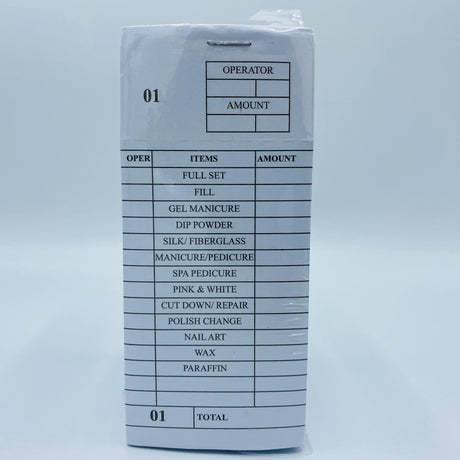 OPERATOR
01
AMOUNT
OPER ITEMS AMOUNT
FULL SET
FILL
GEL MANICURE
DIP POWDER
SILK/ FIBERGLASS
MANICURE/PEDICURE
SPA PEDICURE
PINK & WHITE
CUT DOWN/ REPAIR
POLISH CHANGE
NAIL ART
WAX
PARAFFIN
01 TOTAL